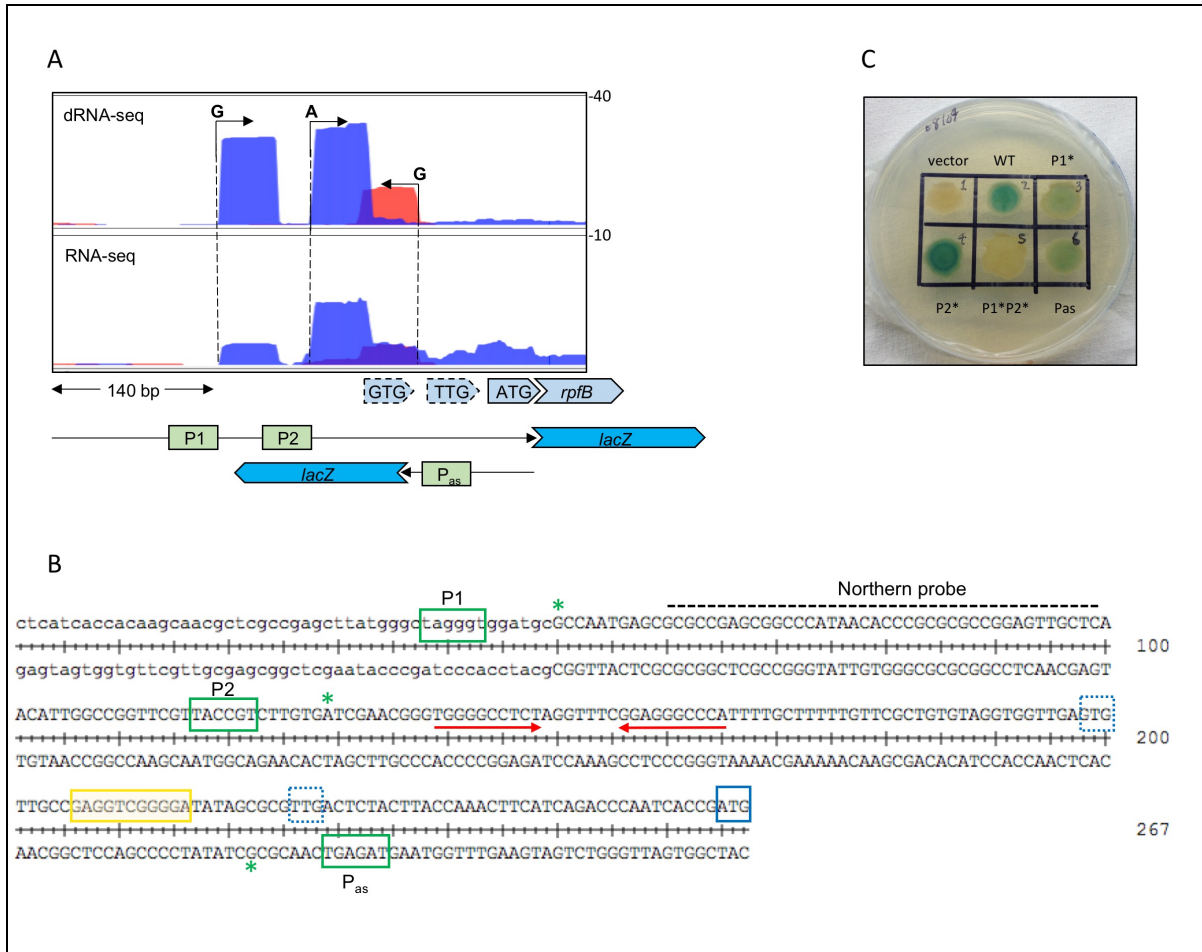 A
C
-40
dRNA-seq
G
A
G
-10
RNA-seq
140 bp
GTG
TTG
ATG
rpfB
P1
P2
lacZ
lacZ
Pas
vector
WT
P1*
1
2
3
4
5
6
P2*
P1*P2*
Pas
B
P1
*
Northern probe
ctcatcaccacaagcaacgctcgccgagcttatgggctagggtggatgcGCCAATGAGCGCGCCGAGCGGCCCATAACACCCGCGCGCCGGAGTTGCTCA
100
gagtagtggtgttcgttgcgagcggctcgaatacccgatcccacctacgCGGTTACTCGCGCGGCTCGCCGGGTATTGTGGGCGCGCGGCCTCAACGAGT
P2
*
ACATTGGCCGGTTCGTTACCGTCTTGTGATCGAACGGGTGGGGCCTCTAGGTTTCGGAGGGCCCATTTTGCTTTTTGTTCGCTGTGTAGGTGGTTGAGTG
200
TGTAACCGGCCAAGCAATGGCAGAACACTAGCTTGCCCACCCCGGAGATCCAAAGCCTCCCGGGTAAAACGAAAAACAAGCGACACATCCACCAACTCAC
TTGCCGAGGTCGGGGATATAGCGCGTTGACTCTACTTACCAAACTTCATCAGACCCAATCACCGATG
267
AACGGCTCCAGCCCCTATATCGCGCAACTGAGATGAATGGTTTGAAGTAGTCTGGGTTAGTGGCTAC
*
Pas